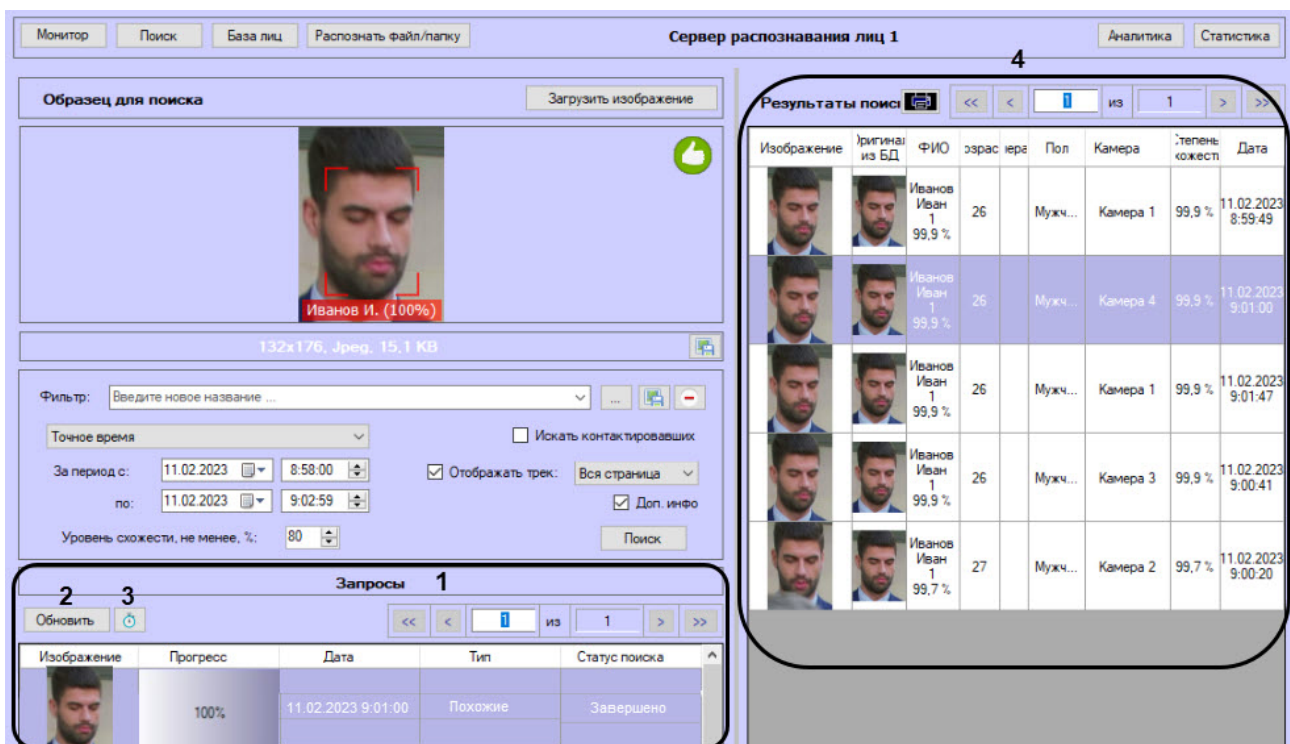 Монитор Поиск База лиц Распознать файл/папку Сервер распознавания лиц 1 Аналитика Статистика
4
Образец для поиска Загрузить изображение
Иванов И. (100%)
132x176, Jpeg, 15,1 KB
Фильтр: Введите новое название ... ...
Точное время Искать контактировавших
За период с: 11.02.2023 8:58:00 Отображать трек: Вся страница
по: 11.02.2023 9:02:59 Доп. инфо
Уровень схожести, не менее, %: 80 Поиск
Запросы 1
2 3
Обновить << < 1 из 1 > >>
Изображение Прогресс Дата Тип Статус поиска
100% 11.02.2023 9:01:00 Похожие Завершено
Результаты поис << < 1 из 1 > >>
Изображение ригина из БД ФИО озрас ера Пол Камера тепень хожест Дата
Иванов
Иван
1
99,9 %
26 Мужч... Камера 1 99,9 % 11.02.2023
8:59:49
Иванов
Иван
1
99,9 %
26 Мужч... Камера 4 99,9 % 11.02.2023
9:01:00
Иванов
Иван
1
99,9 %
26 Мужч... Камера 1 99,9 % 11.02.2023
9:01:47
Иванов
Иван
1
99,9 %
26 Мужч... Камера 3 99,9 % 11.02.2023
9:00:41
Иванов
Иван
1
99,7 %
27 Мужч... Камера 2 99,7 % 11.02.2023
9:00:20